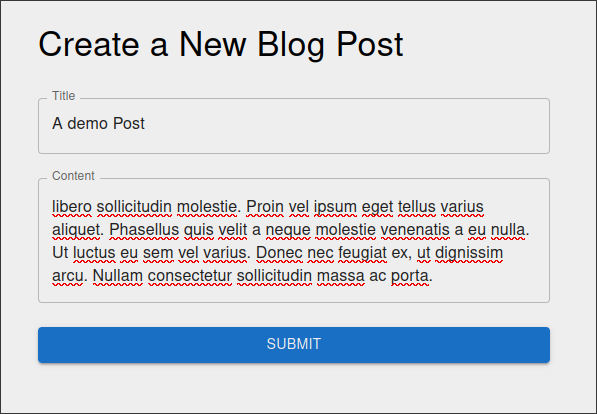 Create a New Blog Post
Title
A demo Post
Content
libero sollicitudin molestie. Proin vel ipsum eget tellus varius
aliquet. Phasellus quis velit a neque molestie venenatis a eu nulla.
Ut luctus eu sem vel varius. Donec nec feugiat ex, ut dignissim
arcu. Nullam consectetur sollicitudin massa ac porta.
SUBMIT